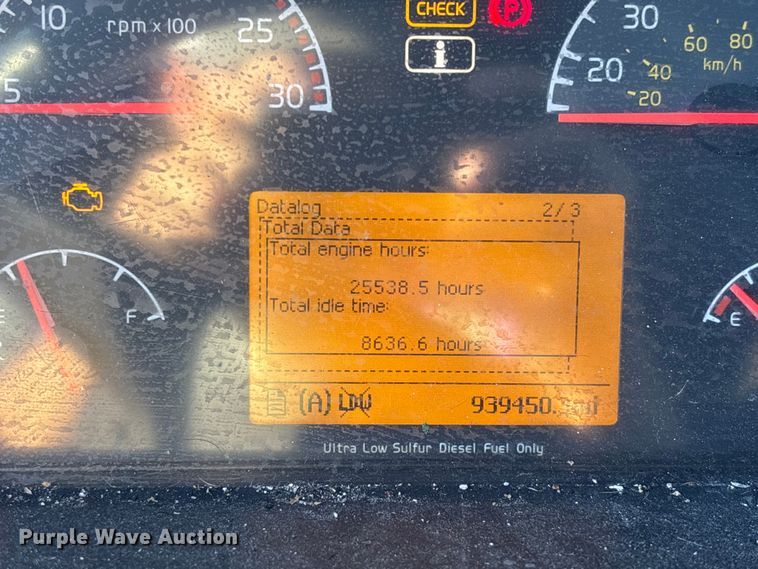 10 rpm x 100 25 CHECK P 30 60 80
i km/h
5 30 20 40
20
Datalog 2/3
Total Data
Total engine hours:
25538.5 hours
Total idle time:
8636.6 hours
E F E
(A) LDW 939450. mi
Ultra Low Sulfur Diesel Fuel Only
Purple Wave Auction